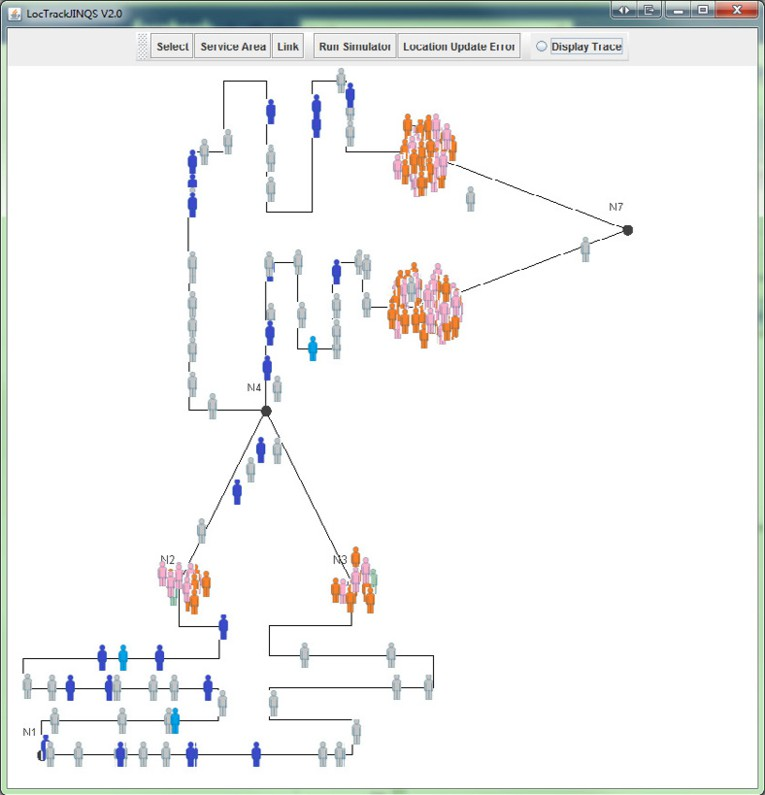 LocTrackJINQS V2.0
Select Service Area Link Run Simulator Location Update Error Display Trace
N7
N4
N2 N3
N1